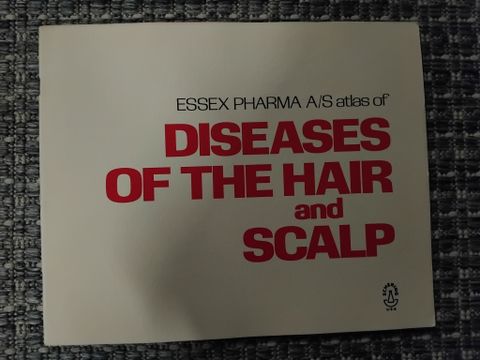 ESSEX PHARMA A/S atlas of
DISEASES
OF THE HAIR
and
SCALP